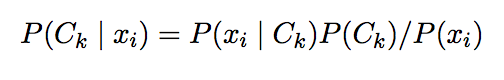 P(C_k | x_i) = P(x_i | C_k)P(C_k)/P(x_i)